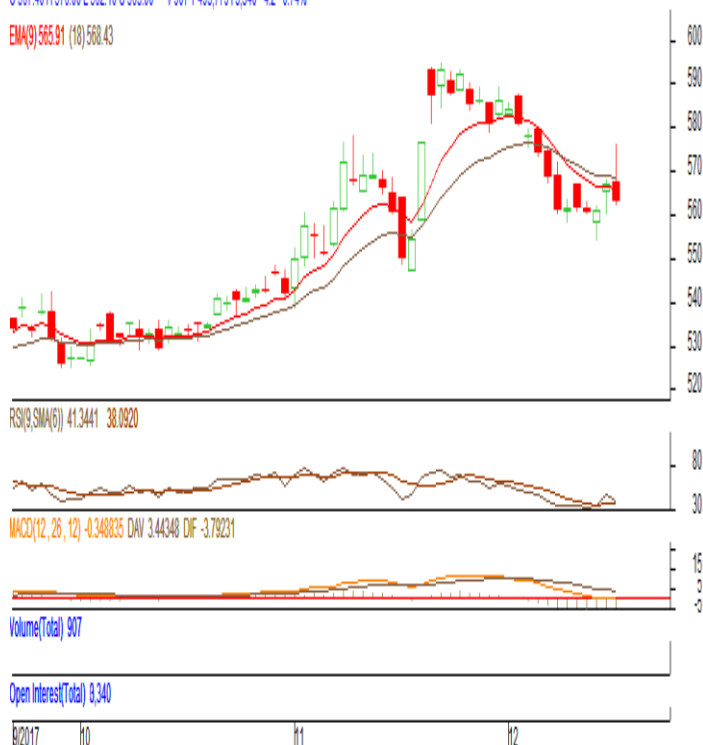 EMA(9) 565.91 (18) 568.43
600
590
580
570
560
550
540
530
520
RSI(9,SMA(6)) 41.3441 38.0920
80
30
MACD(12, 26, 12) -0.348835 DAV 3.44348 DIF -3.79231
15
5
-5
Volume(Total) 907
Open Interest(Total) 9,340
9/2017 10 11 12